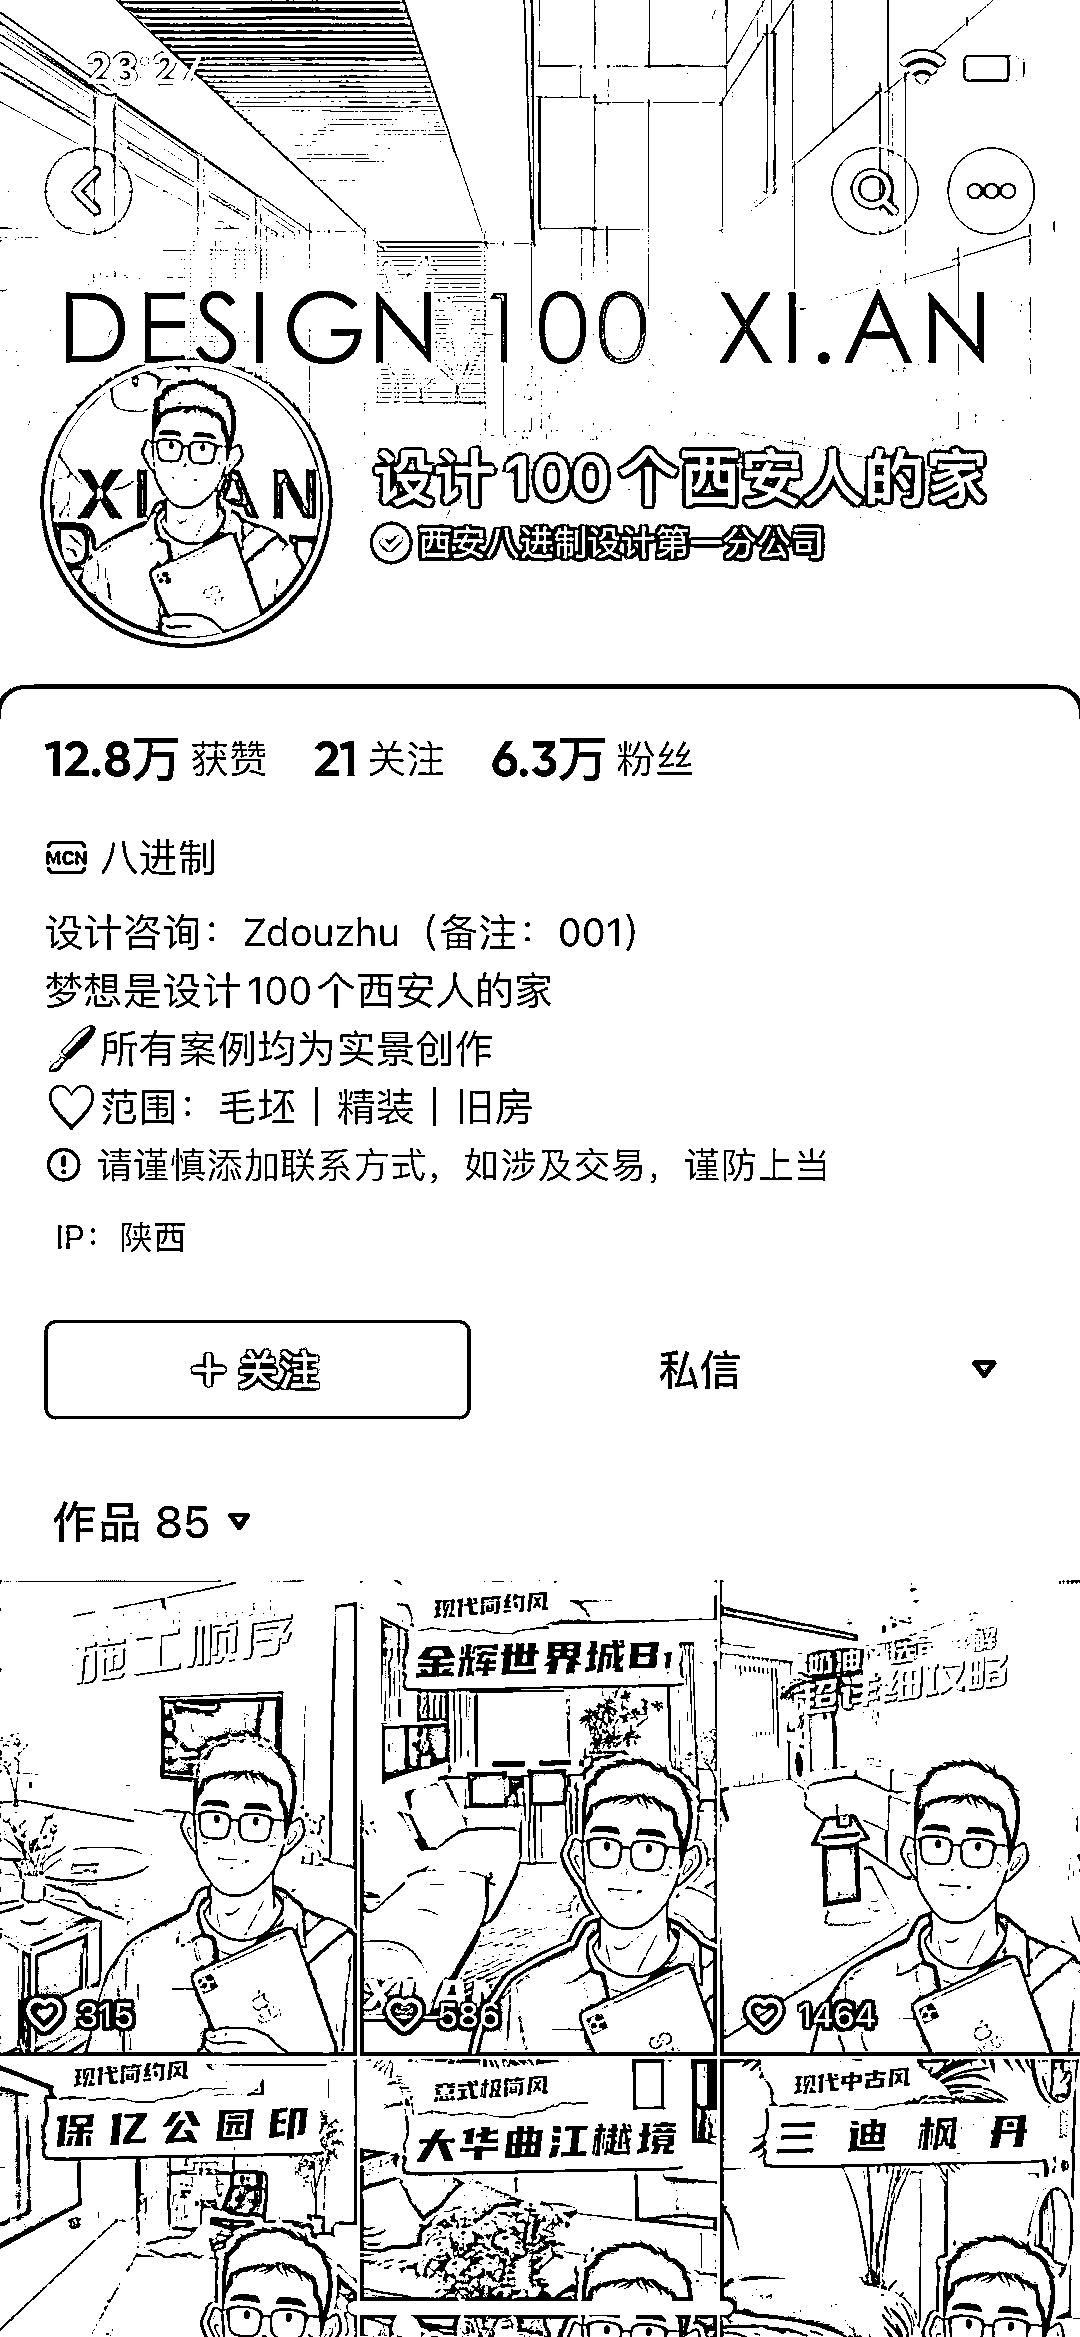 23:27
DESIGN 100 XI.AN
XI AN
设计100个西安人的家
西安八进制设计第一分公司
12.8万 获赞 21 关注 6.3万 粉丝
MCN 八进制
设计咨询：Zdouzhu（备注：001）
梦想是设计100个西安人的家
所有案例均为实景创作
范围：毛坯｜精装｜旧房
请谨慎添加联系方式，如涉及交易，谨防上当
IP：陕西
关注 私信
作品 85
施工顺序
315
现代简约风
金辉世界城B1
586
奶油 选 解
超详细攻略
1464
现代简约风
保亿公园印
意式极简风
大华曲江樾境
现代中古风
三迪枫丹